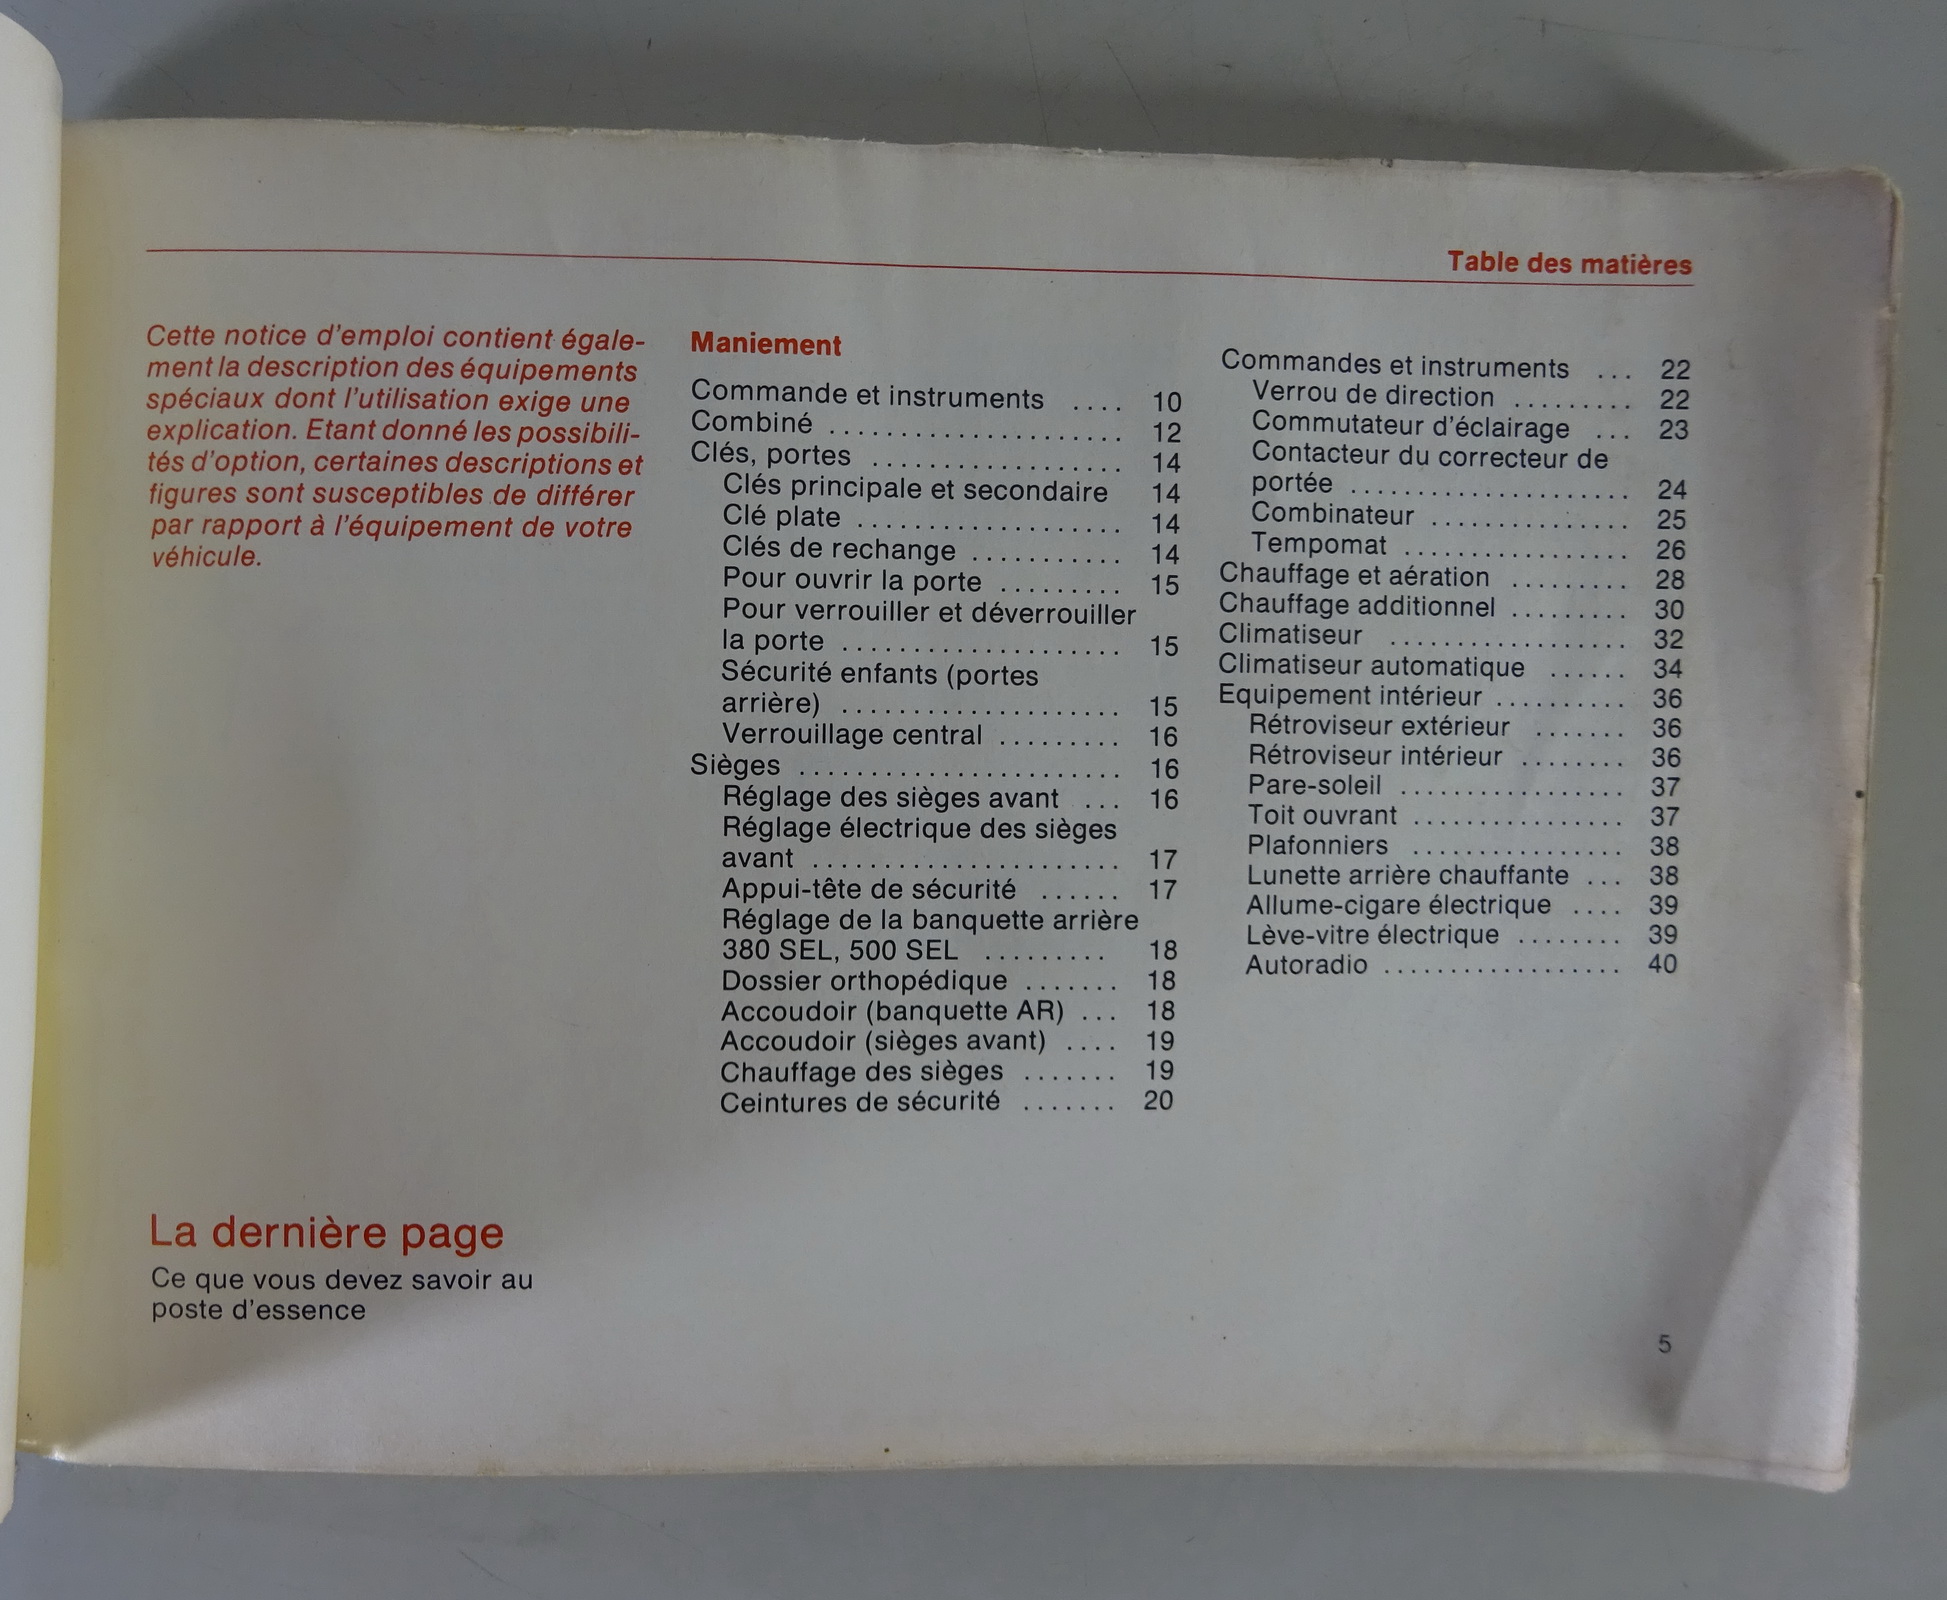 Table des matières
Cette notice d'emploi contient égale-
ment la description des équipements
spéciaux dont l'utilisation exige une
explication. Etant donné les possibili-
tés d'option, certaines descriptions et
figures sont susceptibles de différer
par rapport à l'équipement de votre
véhicule.
La dernière page
Ce que vous devez savoir au
poste d'essence
Maniement
Commande et instruments .... 10
Combiné ..................... 12
Clés, portes .................. 14
Clés principale et secondaire 14
Clé plate ................... 14
Clés de rechange ........... 14
Pour ouvrir la porte ......... 15
Pour verrouiller et déverrouiller
la porte .................... 15
Sécurité enfants (portes
arrière) .................... 15
Verrouillage central ......... 16
Sièges ....................... 16
Réglage des sièges avant ... 16
Réglage électrique des sièges
avant ...................... 17
Appui-tête de sécurité ...... 17
Réglage de la banquette arrière
380 SEL, 500 SEL ......... 18
Dossier orthopédique ....... 18
Accoudoir (banquette AR) ... 18
Accoudoir (sièges avant) .... 19
Chauffage des sièges ....... 19
Ceintures de sécurité ....... 20
Commandes et instruments ... 22
Verrou de direction ......... 22
Commutateur d'éclairage ... 23
Contacteur du correcteur de
portée ..................... 24
Combinateur ............... 25
Tempomat ................. 26
Chauffage et aération ......... 28
Chauffage additionnel ......... 30
Climatiseur .................. 32
Climatiseur automatique ...... 34
Equipement intérieur .......... 36
Rétroviseur extérieur ....... 36
Rétroviseur intérieur ........ 36
Pare-soleil ................. 37
Toit ouvrant ................ 37
Plafonniers ................ 38
Lunette arrière chauffante ... 38
Allume-cigare électrique .... 39
Lève-vitre électrique ........ 39
Autoradio .................. 40
5